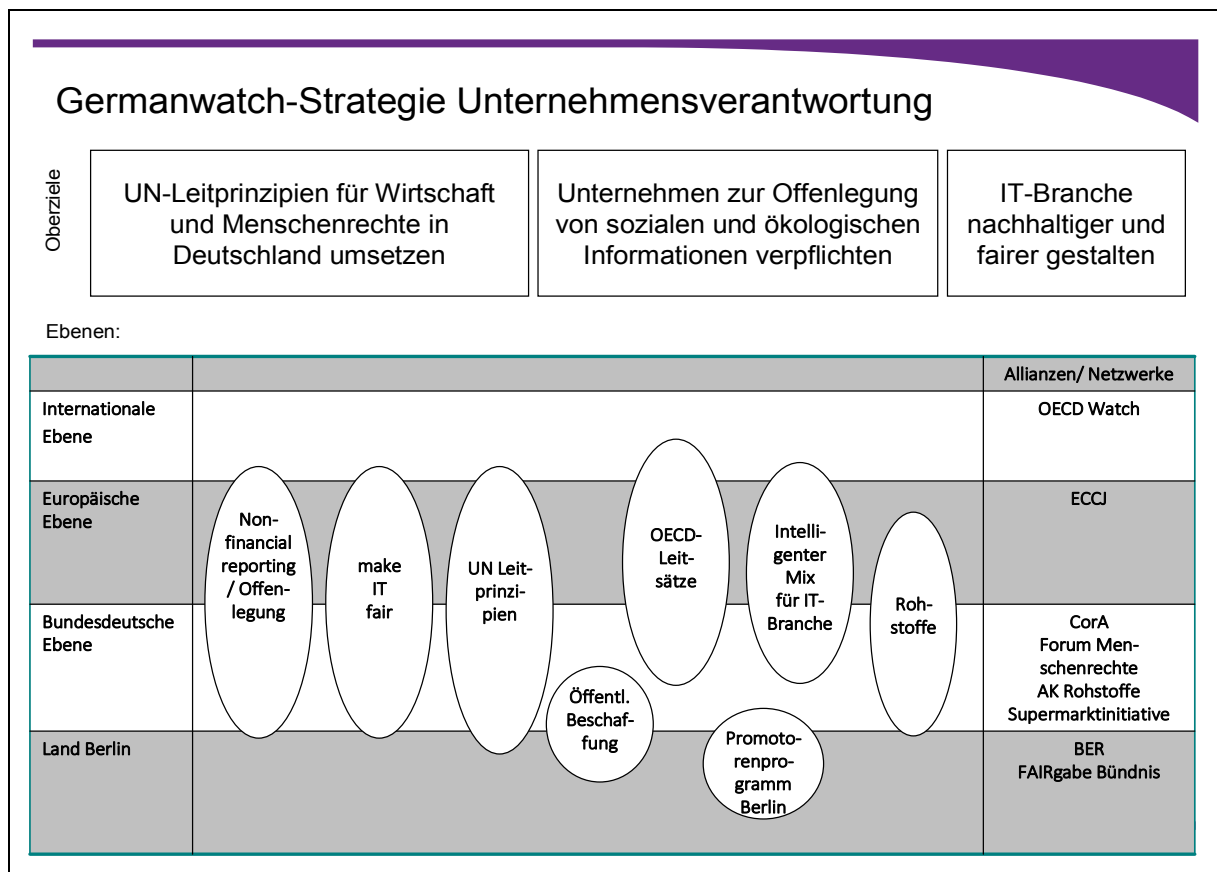 Germanwatch-Strategie Unternehmensverantwortung
Oberziele
UN-Leitprinzipien für Wirtschaft
und Menschenrechte in
Deutschland umsetzen
Unternehmen zur Offenlegung
von sozialen und ökologischen
Informationen verpflichten
IT-Branche
nachhaltiger und
fairer gestalten
Ebenen:
Allianzen/ Netzwerke
Internationale
Ebene
OECD Watch
Europäische
Ebene
ECCJ
Non-
financial
reporting
/ Offen-
legung
make
IT
fair
UN Leit-
prinzi-
pien
OECD-
Leit-
sätze
Intelli-
genter
Mix
für IT-
Branche
Roh-
stoffe
Bundesdeutsche
Ebene
CorA
Forum Men-
schenrechte
AK Rohstoffe
Supermarktinitiative
Öffentl.
Beschaf-
fung
Promoto-
renpro-
gramm
Berlin
Land Berlin
BER
FAIRgabe Bündnis